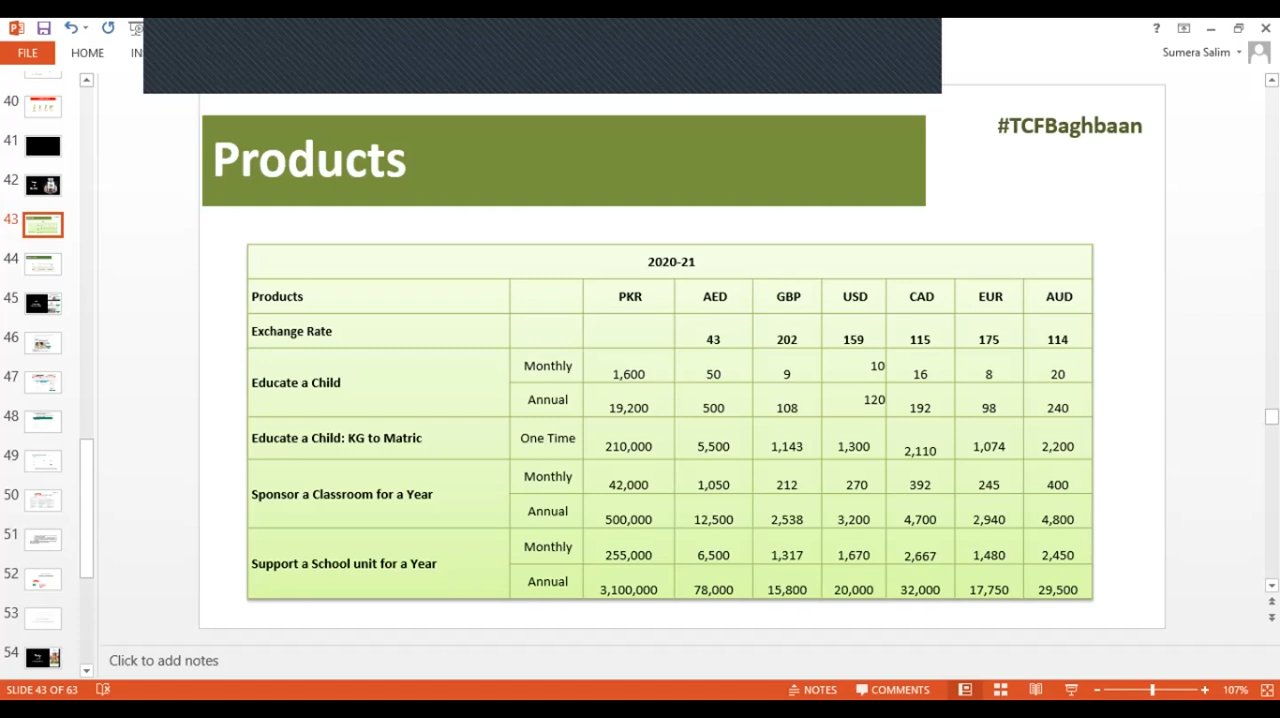 FILE
HOME
IN
?
Sumera Salim
40
41
42
43
44
45
46
47
48
49
50
51
52
53
54
#TCFBaghbaan
Products
2020-21
Products PKR AED GBP USD CAD EUR AUD
Exchange Rate 43 202 159 115 175 114
Educate a Child
Monthly 1,600 50 9 10 16 8 20
Annual 19,200 500 108 120 192 98 240
Educate a Child: KG to Matric One Time 210,000 5,500 1,143 1,300 2,110 1,074 2,200
Sponsor a Classroom for a Year
Monthly 42,000 1,050 212 270 392 245 400
Annual 500,000 12,500 2,538 3,200 4,700 2,940 4,800
Support a School unit for a Year
Monthly 255,000 6,500 1,317 1,670 2,667 1,480 2,450
Annual 3,100,000 78,000 15,800 20,000 32,000 17,750 29,500
Click to add notes
SLIDE 43 OF 63 NOTES COMMENTS 107%